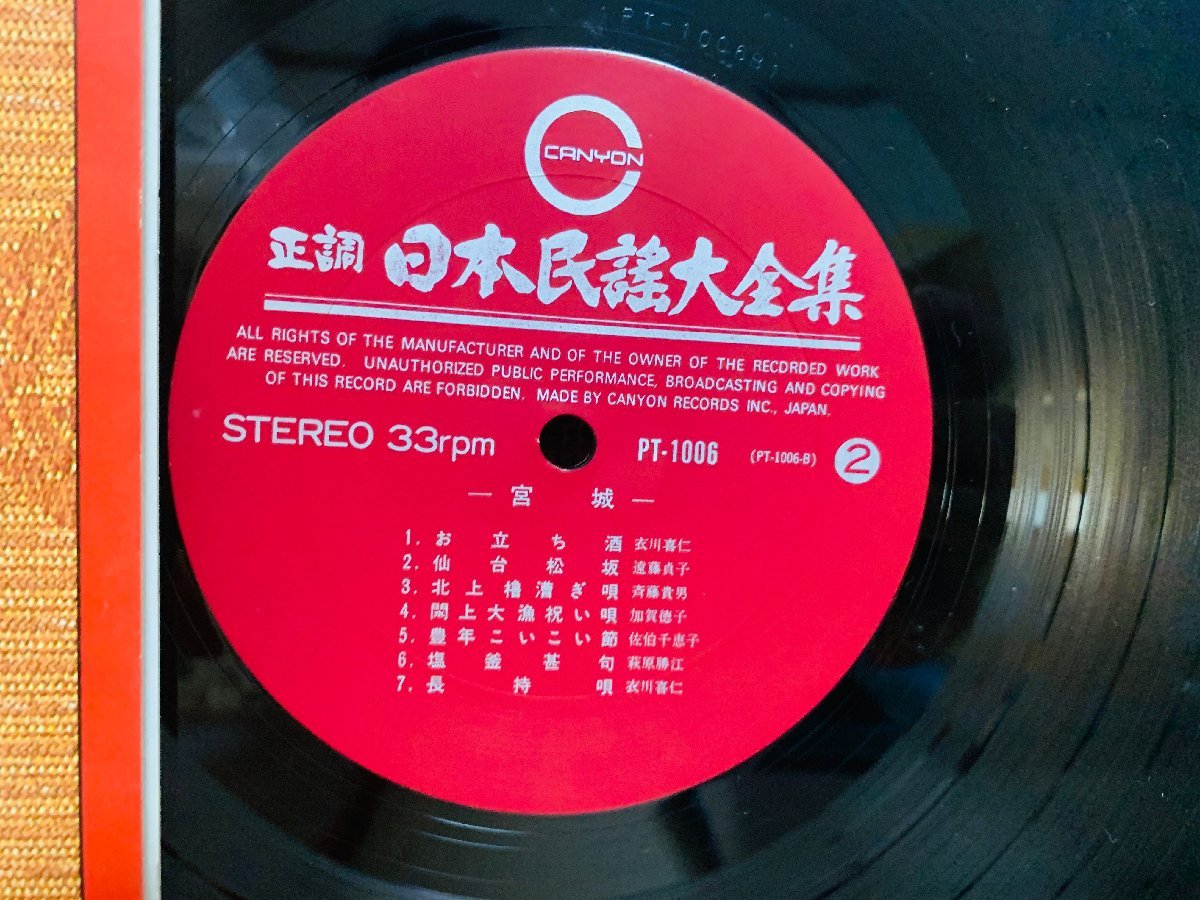 PT-1006B1
CANYON
正調 日本民謡大全集
ALL RIGHTS OF THE MANUFACTURER AND OF THE OWNER OF THE RECORDED WORK
ARE RESERVED. UNAUTHORIZED PUBLIC PERFORMANCE, BROADCASTING AND COPYING
OF THIS RECORD ARE FORBIDDEN. MADE BY CANYON RECORDS INC., JAPAN.
STEREO 33rpm PT-1006 (PT-1006-B) 2
― 宮 城 ―
1. お立ち酒 衣川喜仁
2. 仙台松坂 遠藤貞子
3. 北上櫓漕ぎ唄 斉藤貴男
4. 閖上大漁祝い唄 加賀徳子
5. 豊年こいこい節 佐伯千恵子
6. 塩釜甚句 萩原勝江
7. 長持唄 衣川喜仁